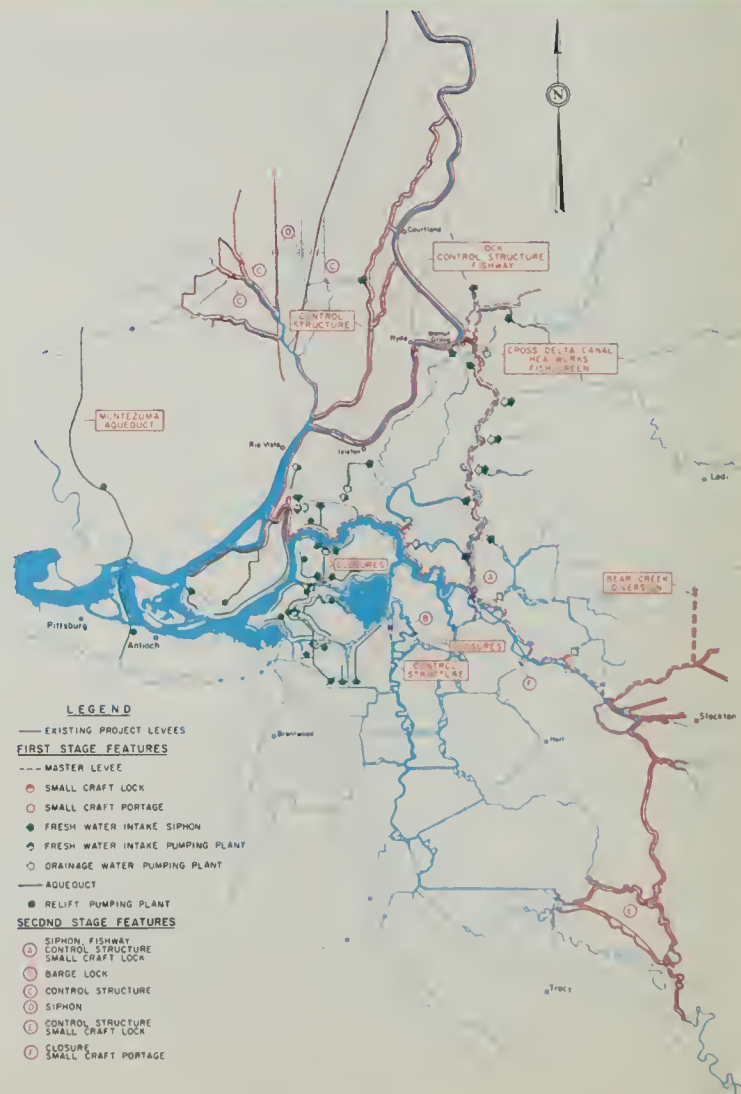 N
Courtland
OCK
CONTROL STRUCTURE
FISHWAY
D
C
C
C
CONTROL
STRUCTURE
Ryde
Walnut
Grove
CROSS DELTA CANAL
MONTEZUMA
AQUEDUCT
Rio Vista
Isleton
Lodi
CLOSURES
A
BEAR CREEK
B
CLOSURES
CONTROL
STRUCTURE
F
Pittsburg
Antioch
Stockton
Brentwood
Holt
E
Tracy
LEGEND
EXISTING PROJECT LEVEES
FIRST STAGE FEATURES
MASTER LEVEE
SMALL CRAFT LOCK
SMALL CRAFT PORTAGE
FRESH WATER INTAKE SIPHON
FRESH WATER INTAKE PUMPING PLANT
DRAINAGE WATER PUMPING PLANT
AQUEDUCT
RELIFT PUMPING PLANT
SECOND STAGE FEATURES
A SIPHON, FISHWAY
CONTROL STRUCTURE
SMALL CRAFT LOCK
BARGE LOCK
C CONTROL STRUCTURE
D SIPHON
E CONTROL STRUCTURE
SMALL CRAFT LOCK
F CLOSURE
SMALL CRAFT PORTAGE